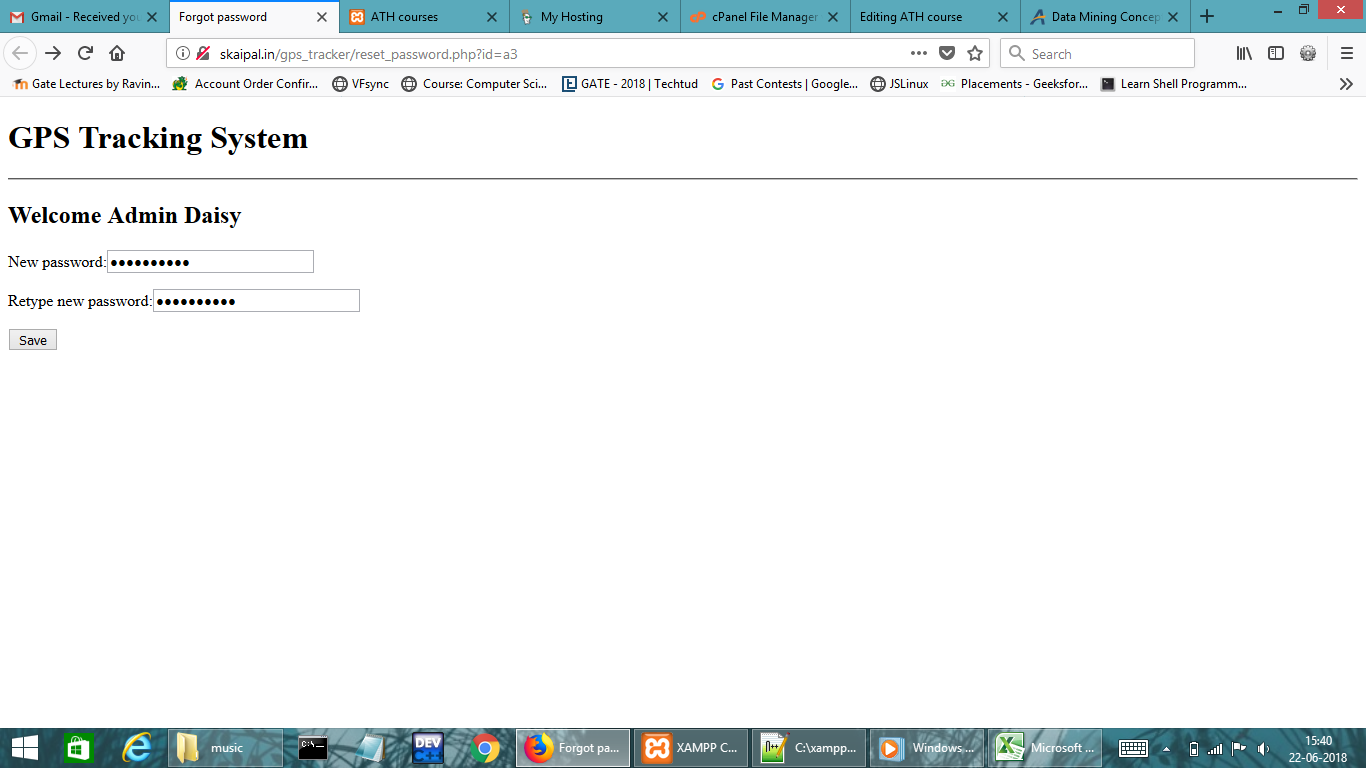 Gmail - Received you
Forgot password
ATH courses
My Hosting
cPanel File Manager
Editing ATH course
Data Mining Concep
skaipal.in/gps_tracker/reset_password.php?id=a3
Search
Gate Lectures by Ravin...
Account Order Confir...
VFsync
Course: Computer Sci...
GATE - 2018 | Techtud
Past Contests | Google...
JSLinux
Placements - Geeksfor...
Learn Shell Programm...
GPS Tracking System
Welcome Admin Daisy
New password: ●●●●●●●●●●
Retype new password: ●●●●●●●●●●
Save
music
C:\
DEV
C++
Forgot pa...
XAMPP C...
C:\xampp...
Windows ...
Microsoft ...
15:40
22-06-2018